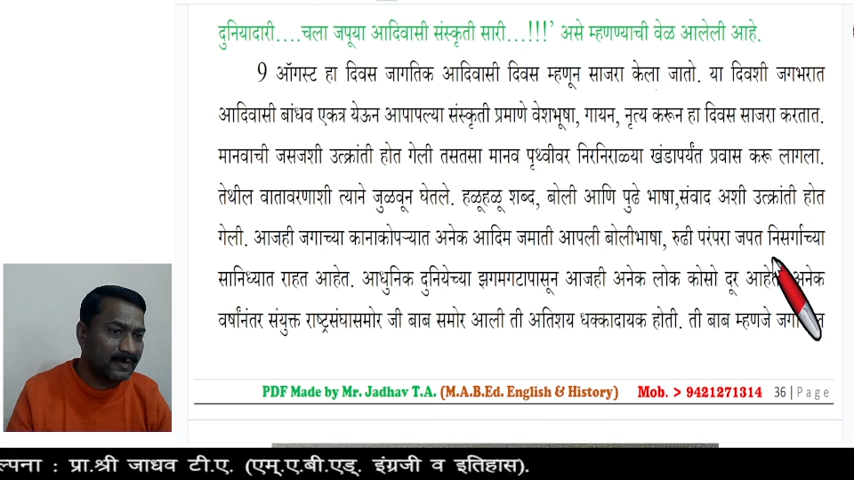 दुनियादारी....चला जपूया आदिवासी संस्कृती सारी...!!!' असे म्हणण्याची वेळ आलेली आहे.
9 ऑगस्ट हा दिवस जागतिक आदिवासी दिवस म्हणून साजरा केला जातो. या दिवशी जगभरात
आदिवासी बांधव एकत्र येऊन आपापल्या संस्कृती प्रमाणे वेशभूषा, गायन, नृत्य करून हा दिवस साजरा करतात.
मानवाची जसजशी उत्क्रांती होत गेली तसतसा मानव पृथ्वीवर निरनिराळ्या खंडापर्यंत प्रवास करू लागला.
तेथील वातावरणाशी त्याने जुळवून घेतले. हळूहळू शब्द, बोली आणि पुढे भाषा,संवाद अशी उत्क्रांती होत
गेली. आजही जगाच्या कानाकोपऱ्यात अनेक आदिम जमाती आपली बोलीभाषा, रुढी परंपरा जपत निसर्गाच्या
सानिध्यात राहत आहेत. आधुनिक दुनियेच्या झगमगटापासून आजही अनेक लोक कोसो दूर आहेत अनेक
वर्षांनंतर संयुक्त राष्ट्रसंघासमोर जी बाब समोर आली ती अतिशय धक्कादायक होती. ती बाब म्हणजे
PDF Made by Mr. Jadhav T.A. (M.A.B.Ed. English & History) Mob. > 9421271314 36 | Page
ल्पना : प्रा.श्री जाधव टी.ए. (एम्.ए.बी.एड्. इंग्रजी व इतिहास).